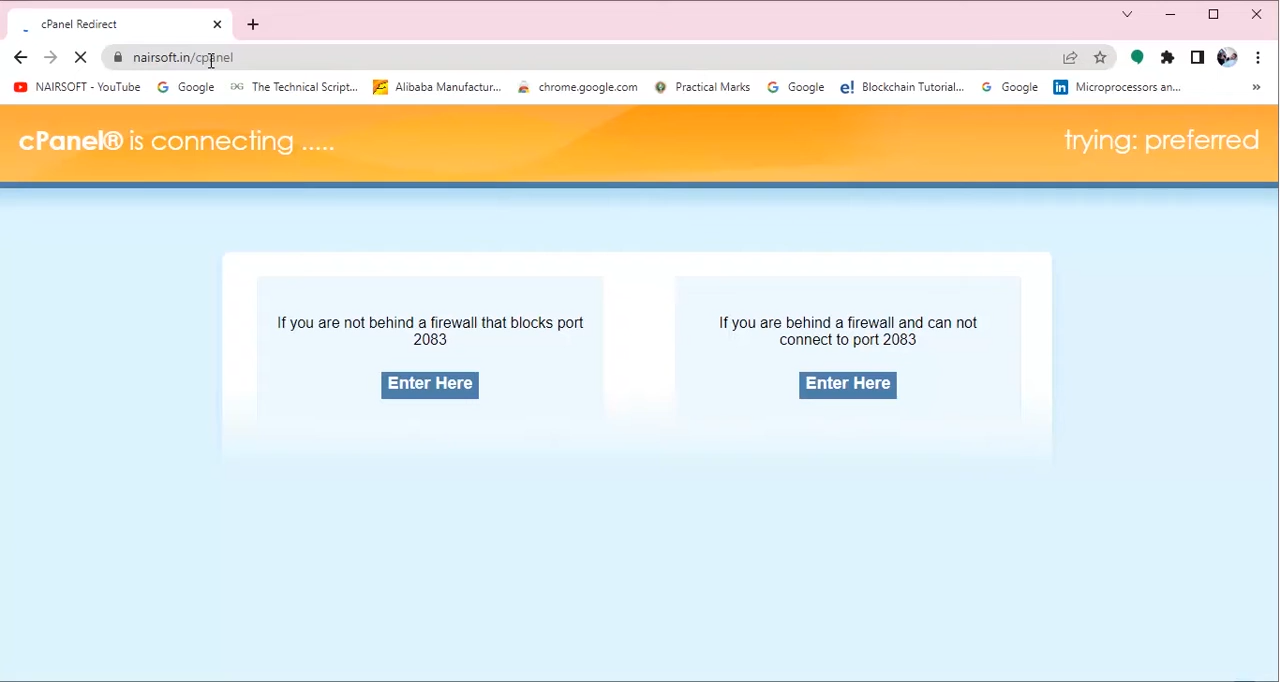 cPanel Redirect
nairsoft.in/cpanel
NAIRSOFT - YouTube
Google
The Technical Script...
Alibaba Manufactur...
chrome.google.com
Practical Marks
Google
Blockchain Tutorial...
Google
Microprocessors an...
cPanel® is connecting .....
trying: preferred
If you are not behind a firewall that blocks port
2083
Enter Here
If you are behind a firewall and can not
connect to port 2083
Enter Here